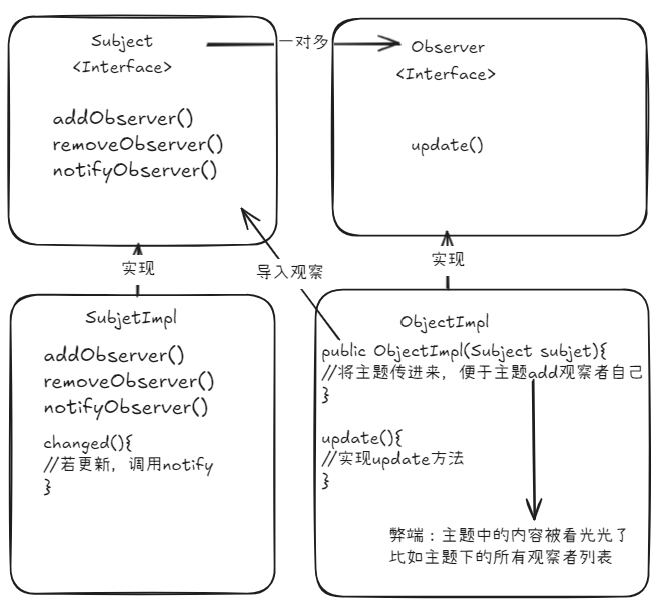 Subject
<Interface>
addObserver()
removeObserver()
notifyObserver()
一对多
Observer
<Interface>
update()
实现
导入观察
实现
SubjetImpl
addObserver()
removeObserver()
notifyObserver()
changed(){
//若更新，调用notify
}
ObjectImpl
public ObjectImpl(Subject subjet){
//将主题传进来，便于主题add观察者自己
}
update(){
//实现update方法
}
弊端：主题中的内容被看光光了
比如主题下的所有观察者列表